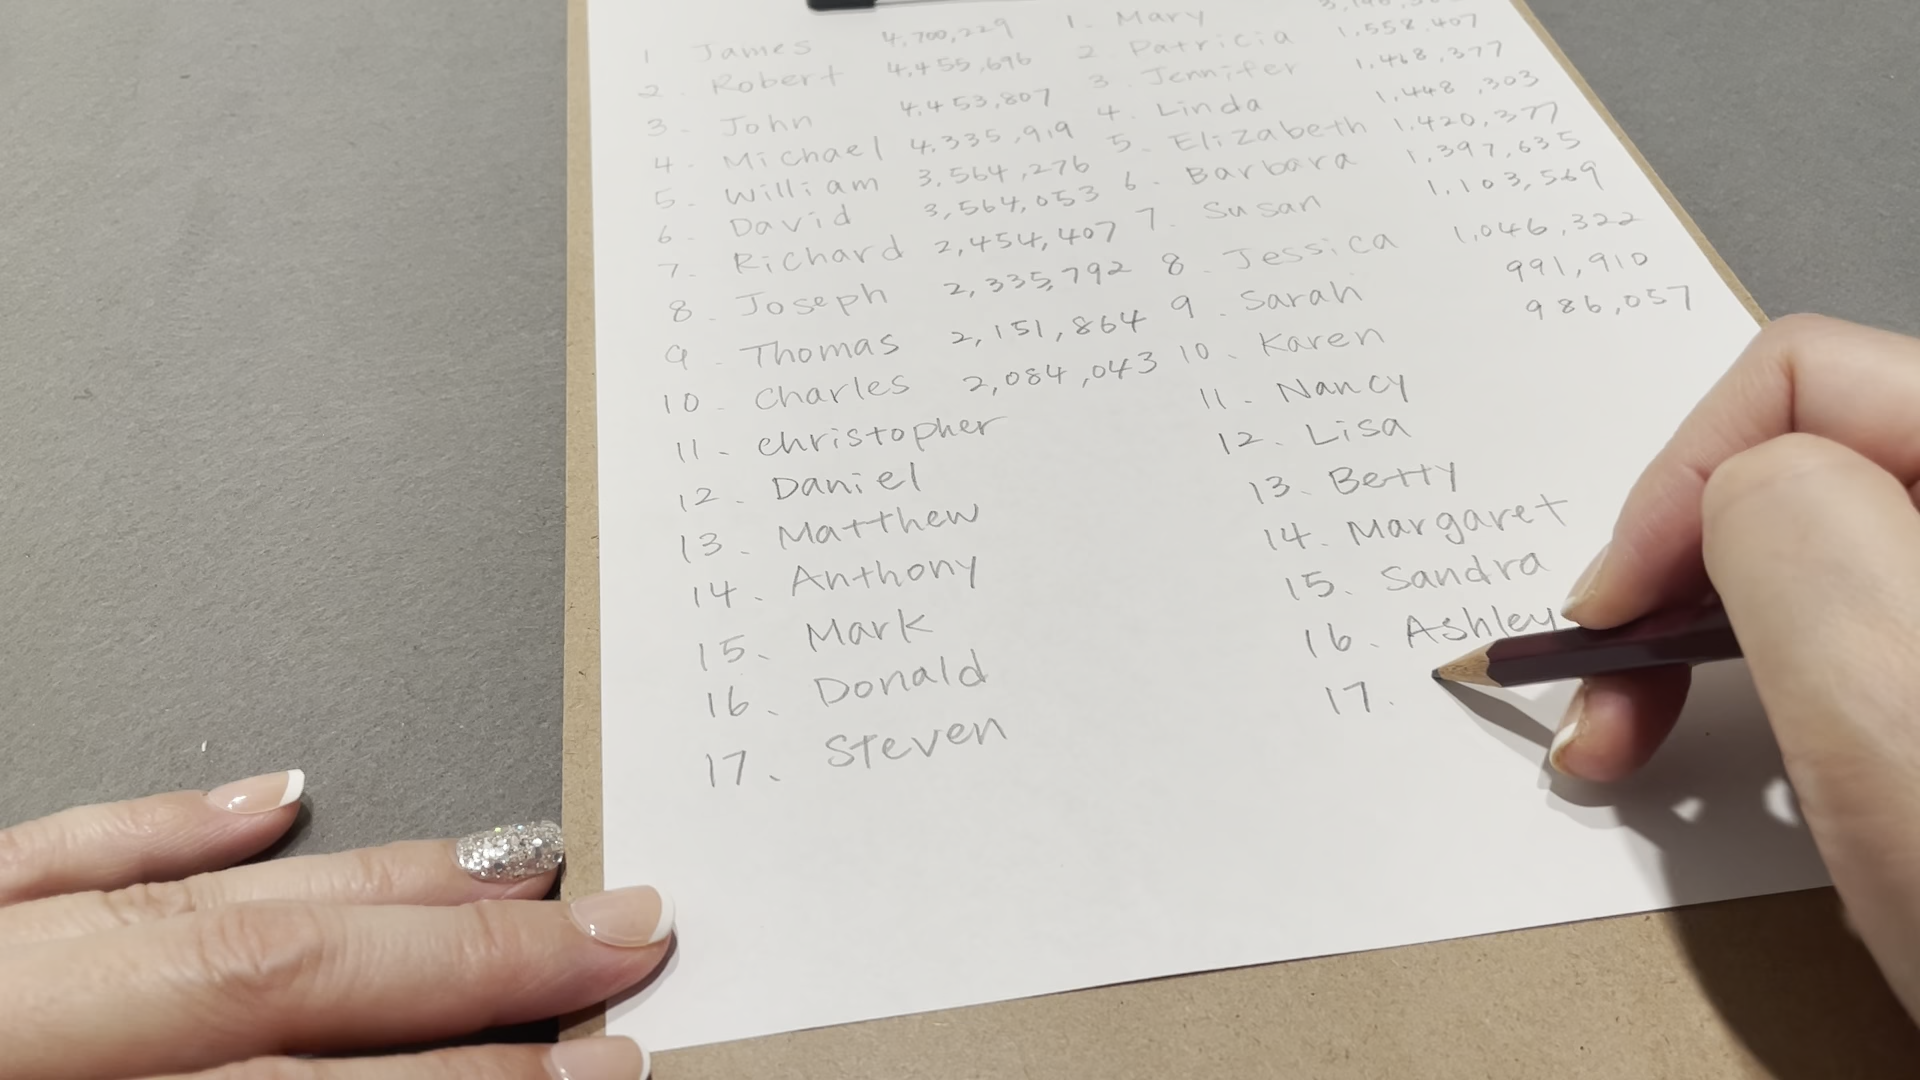 1 James 4,700,229 1. Mary
2. Robert 4,455,696 2 Patricia 1,558,407
3. John 4,453,807 3. Jennifer 1,468,377
4. Michael 4,335,919 4. Linda 1,448,303
5. William 3,564,276 5. Elizabeth 1,420,377
6. David 3,564,053 6. Barbara 1,397,635
7. Richard 2,454,407 7. Susan 1,103,569
8. Joseph 2,335,792 8. Jessica 1,046,322
9. Thomas 2,151,864 9. Sarah 991,910
10. Charles 2,084,043 10. Karen 986,057
11. Christopher 11. Nancy
12. Daniel 12. Lisa
13. Matthew 13. Betty
14. Anthony 14. Margaret
15. Mark 15. Sandra
16. Donald 16. Ashley
17. Steven 17.